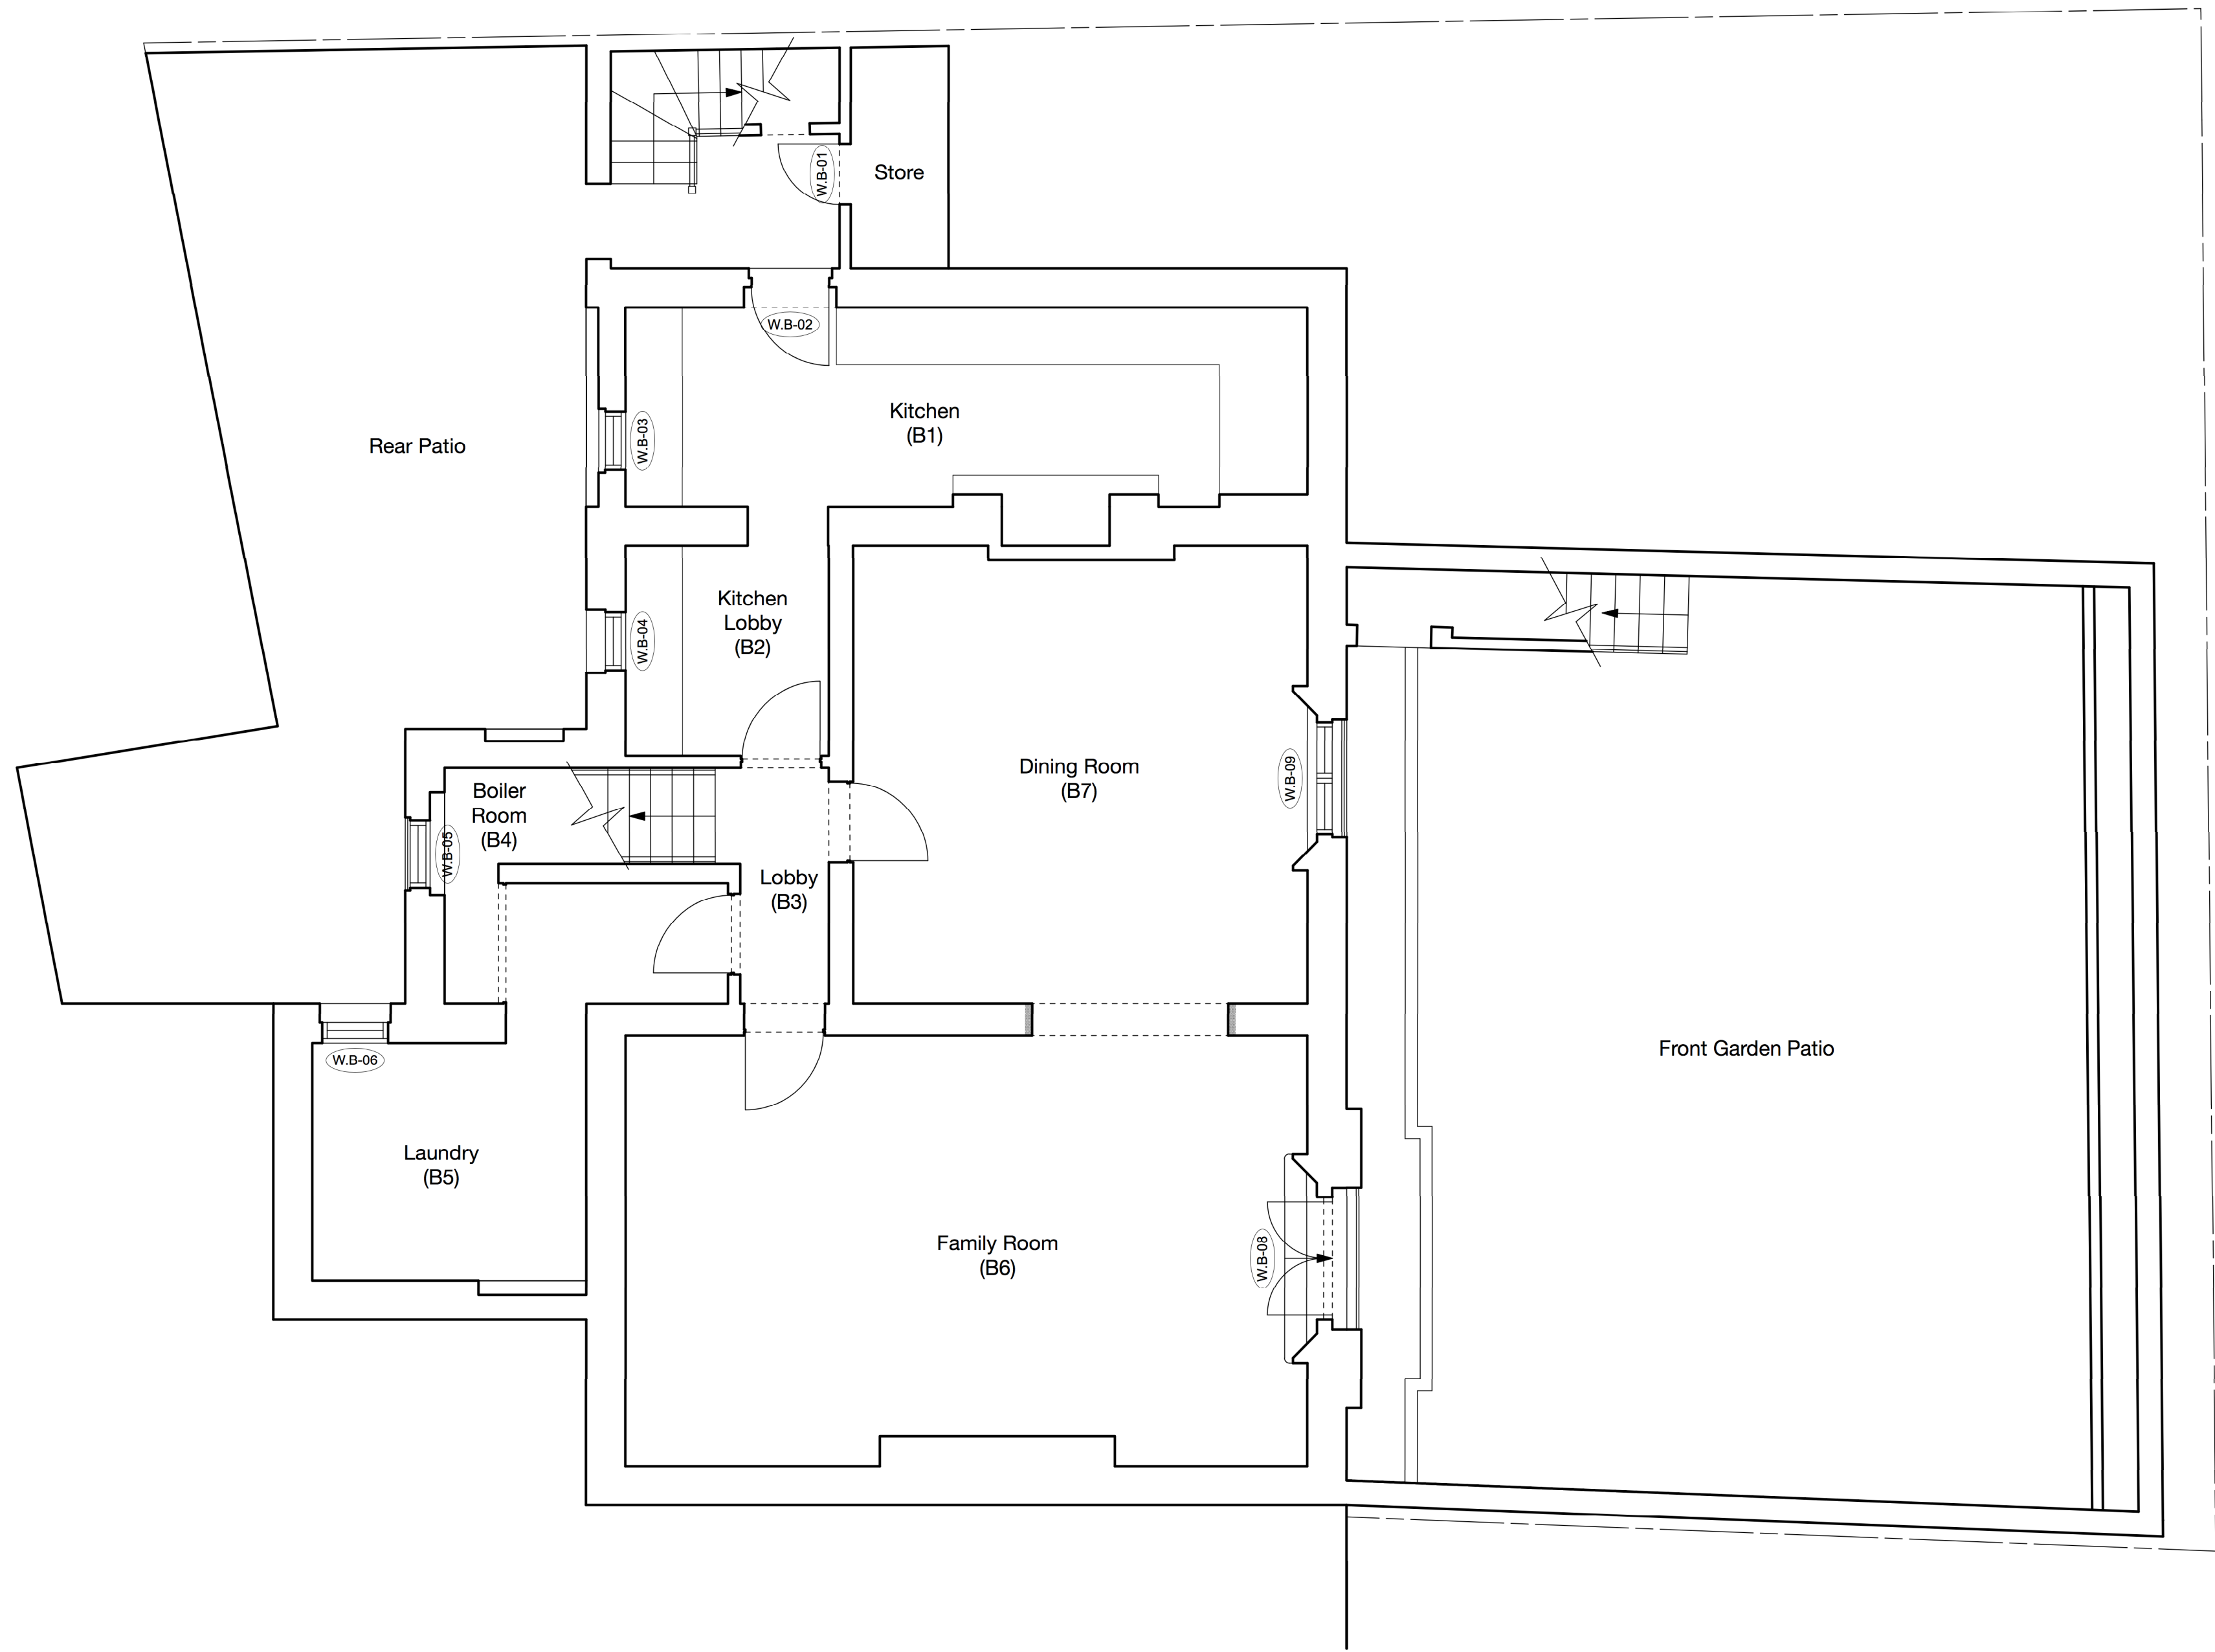 W.B-01
Store
W.B-02
Kitchen
(B1)
W.B-03
Rear Patio
Kitchen
Lobby
(B2)
W.B-04
Dining Room
(B7)
W.B-09
Boiler
Room
(B4)
W.B-05
Lobby
(B3)
W.B-06
Front Garden Patio
Laundry
(B5)
Family Room
(B6)
W.B-08